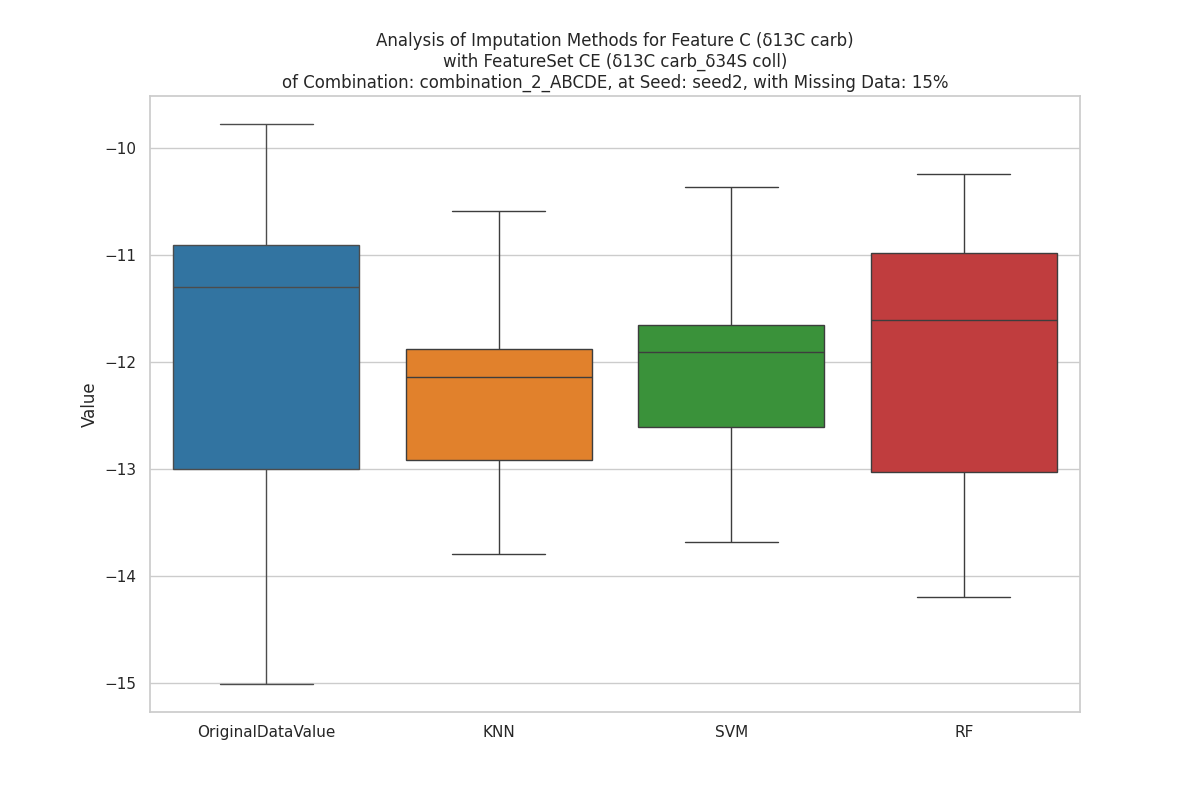 Analysis of Imputation Methods for Feature C (δ13C carb)
with FeatureSet CE (δ13C carb_δ34S coll)
of Combination: combination_2_ABCDE, at Seed: seed2, with Missing Data: 15%
Value
−10
−11
−12
−13
−14
−15
OriginalDataValue
KNN
SVM
RF